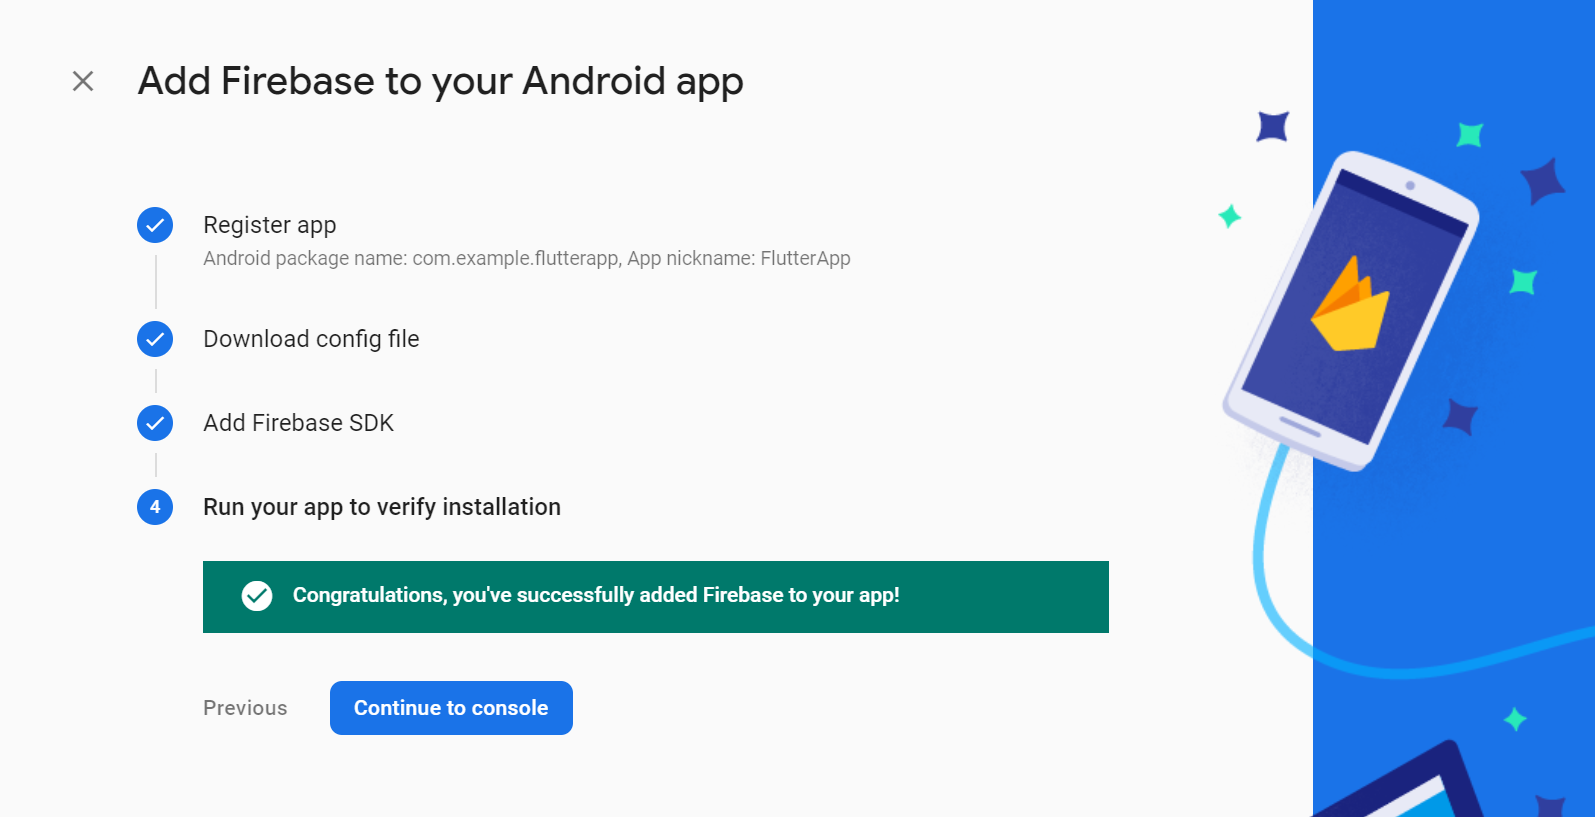 Add Firebase to your Android app
Register app
Android package name: com.example.flutterapp, App nickname: FlutterApp
Download config file
Add Firebase SDK
4 Run your app to verify installation
Congratulations, you've successfully added Firebase to your app!
Previous Continue to console